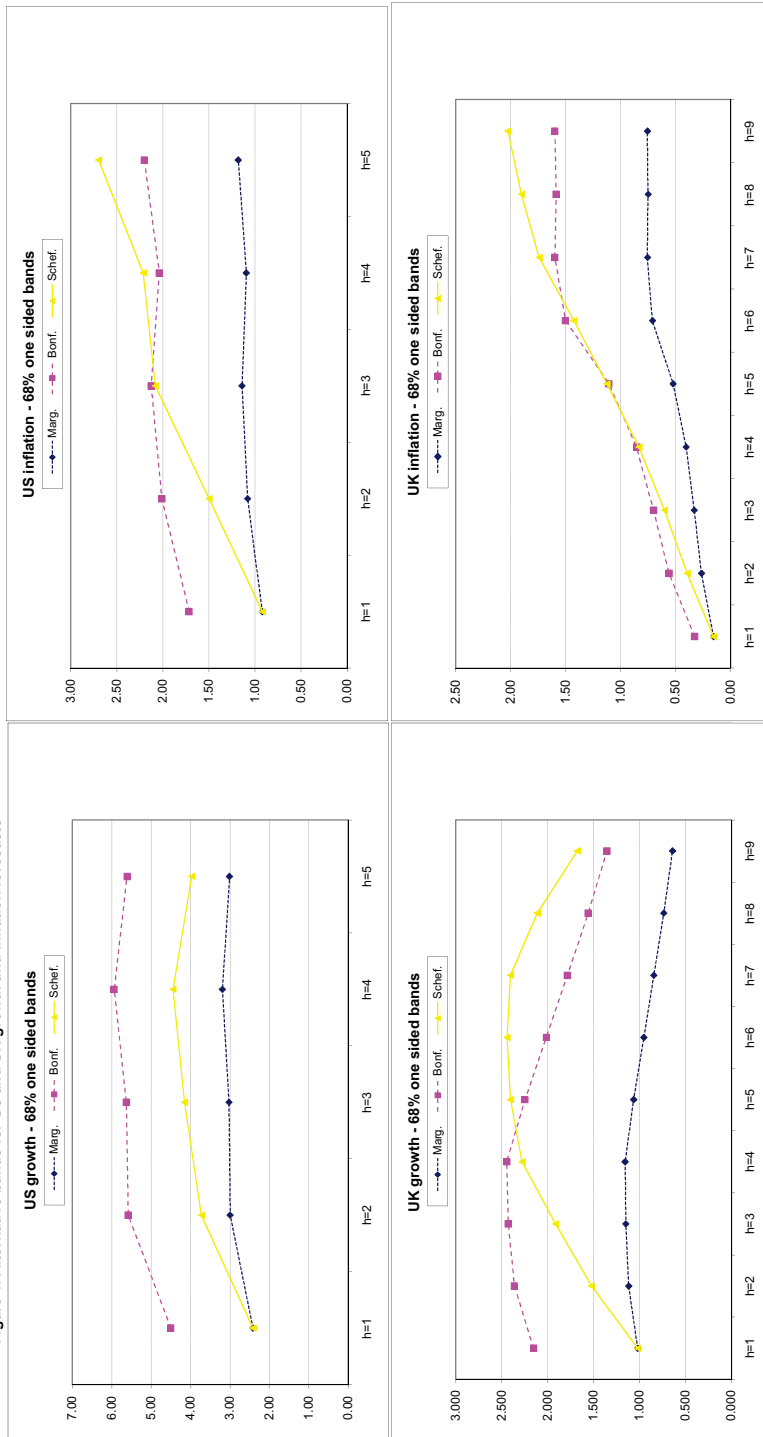 US growth - 68% one sided bands
Marg. Bonf. Schef.
7.00
6.00
5.00
4.00
3.00
2.00
1.00
0.00
h=1 h=2 h=3 h=4 h=5
US inflation - 68% one sided bands
Marg. Bonf. Schef.
3.00
2.50
2.00
1.50
1.00
0.50
0.00
h=1 h=2 h=3 h=4 h=5
UK growth - 68% one sided bands
Marg. Bonf. Schef.
3.000
2.500
2.000
1.500
1.000
0.500
0.000
h=1 h=2 h=3 h=4 h=5 h=6 h=7 h=8 h=9
UK inflation - 68% one sided bands
Marg. Bonf. Schef.
2.50
2.00
1.50
1.00
0.50
0.00
h=1 h=2 h=3 h=4 h=5 h=6 h=7 h=8 h=9